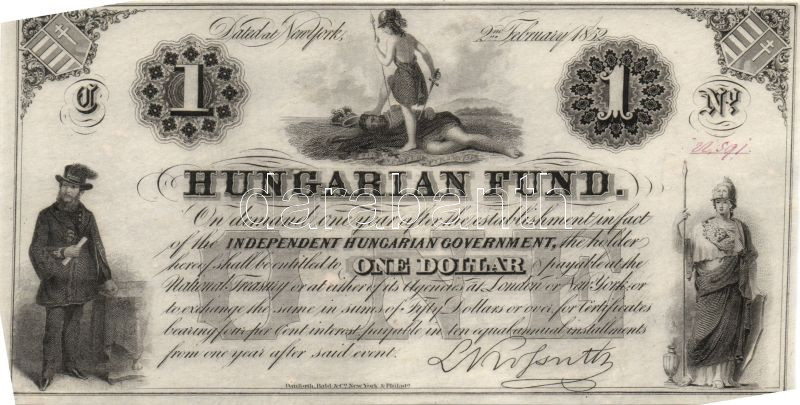 Dated at New York, 2nd February 1852
1 1
HUNGARIAN FUND.
On demand, one year after the establishment in fact
of the INDEPENDENT HUNGARIAN GOVERNMENT, the holder
hereof shall be entitled to ONE DOLLAR payable at the
National Treasury or at either of its Agencies at London or New York, or
to exchange the same in sums of Fifty Dollars or over, for Certificates
bearing four per Cent interest, payable in ten equal annual installments
from one year after said event. L Kossuth
Danforth, Bald & Co. New York & Philada.
darabanth